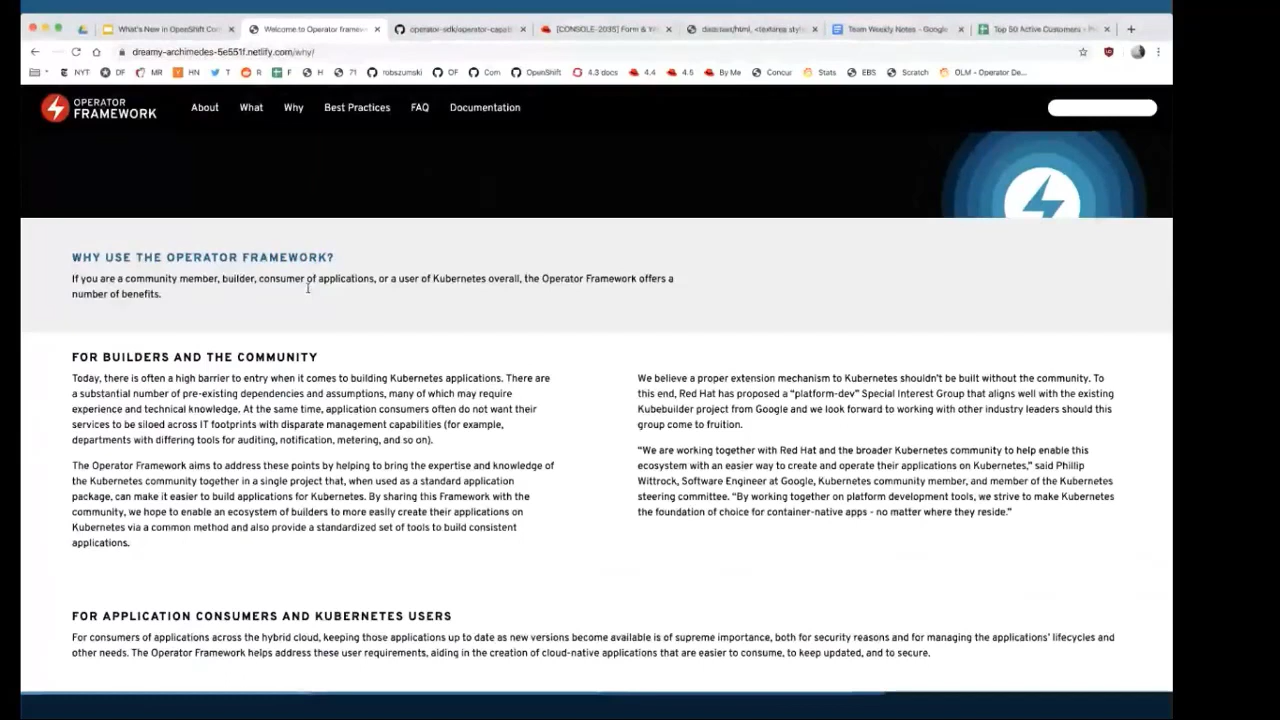 What's New in OpenShift Co
Welcome to Operator framew
operator-sdk/operator-capa
[CONSOLE-2035] Form & W
Team Weekly Notes - Google
Top 50 Active Customers -
dreamy-archimedes-5e551f.netlify.com/why/
NYT DF MR HN T R F H 71 robszumski OF Com OpenShift 4.3 docs 4.4 4.5 By Me Concur Stats EBS Scratch OLM - Operator De...
OPERATOR
FRAMEWORK
About What Why Best Practices FAQ Documentation
WHY USE THE OPERATOR FRAMEWORK?
If you are a community member, builder, consumer of applications, or a user of Kubernetes overall, the Operator Framework offers a
number of benefits.
FOR BUILDERS AND THE COMMUNITY
Today, there is often a high barrier to entry when it comes to building Kubernetes applications. There are
a substantial number of pre-existing dependencies and assumptions, many of which may require
experience and technical knowledge. At the same time, application consumers often do not want their
services to be siloed across IT footprints with disparate management capabilities (for example,
departments with differing tools for auditing, notification, metering, and so on).
The Operator Framework aims to address these points by helping to bring the expertise and knowledge of
the Kubernetes community together in a single project that, when used as a standard application
package, can make it easier to build applications for Kubernetes. By sharing this Framework with the
community, we hope to enable an ecosystem of builders to more easily create their applications on
Kubernetes via a common method and also provide a standardized set of tools to build consistent
applications.
We believe a proper extension mechanism to Kubernetes shouldn't be built without the community. To
this end, Red Hat has proposed a “platform-dev” Special Interest Group that aligns well with the existing
Kubebuilder project from Google and we look forward to working with other industry leaders should this
group come to fruition.
“We are working together with Red Hat and the broader Kubernetes community to help enable this
ecosystem with an easier way to create and operate their applications on Kubernetes,” said Phillip
Wittrock, Software Engineer at Google, Kubernetes community member, and member of the Kubernetes
steering committee. “By working together on platform development tools, we strive to make Kubernetes
the foundation of choice for container-native apps - no matter where they reside.”
FOR APPLICATION CONSUMERS AND KUBERNETES USERS
For consumers of applications across the hybrid cloud, keeping those applications up to date as new versions become available is of supreme importance, both for security reasons and for managing the applications' lifecycles and
other needs. The Operator Framework helps address these user requirements, aiding in the creation of cloud-native applications that are easier to consume, to keep updated, and to secure.